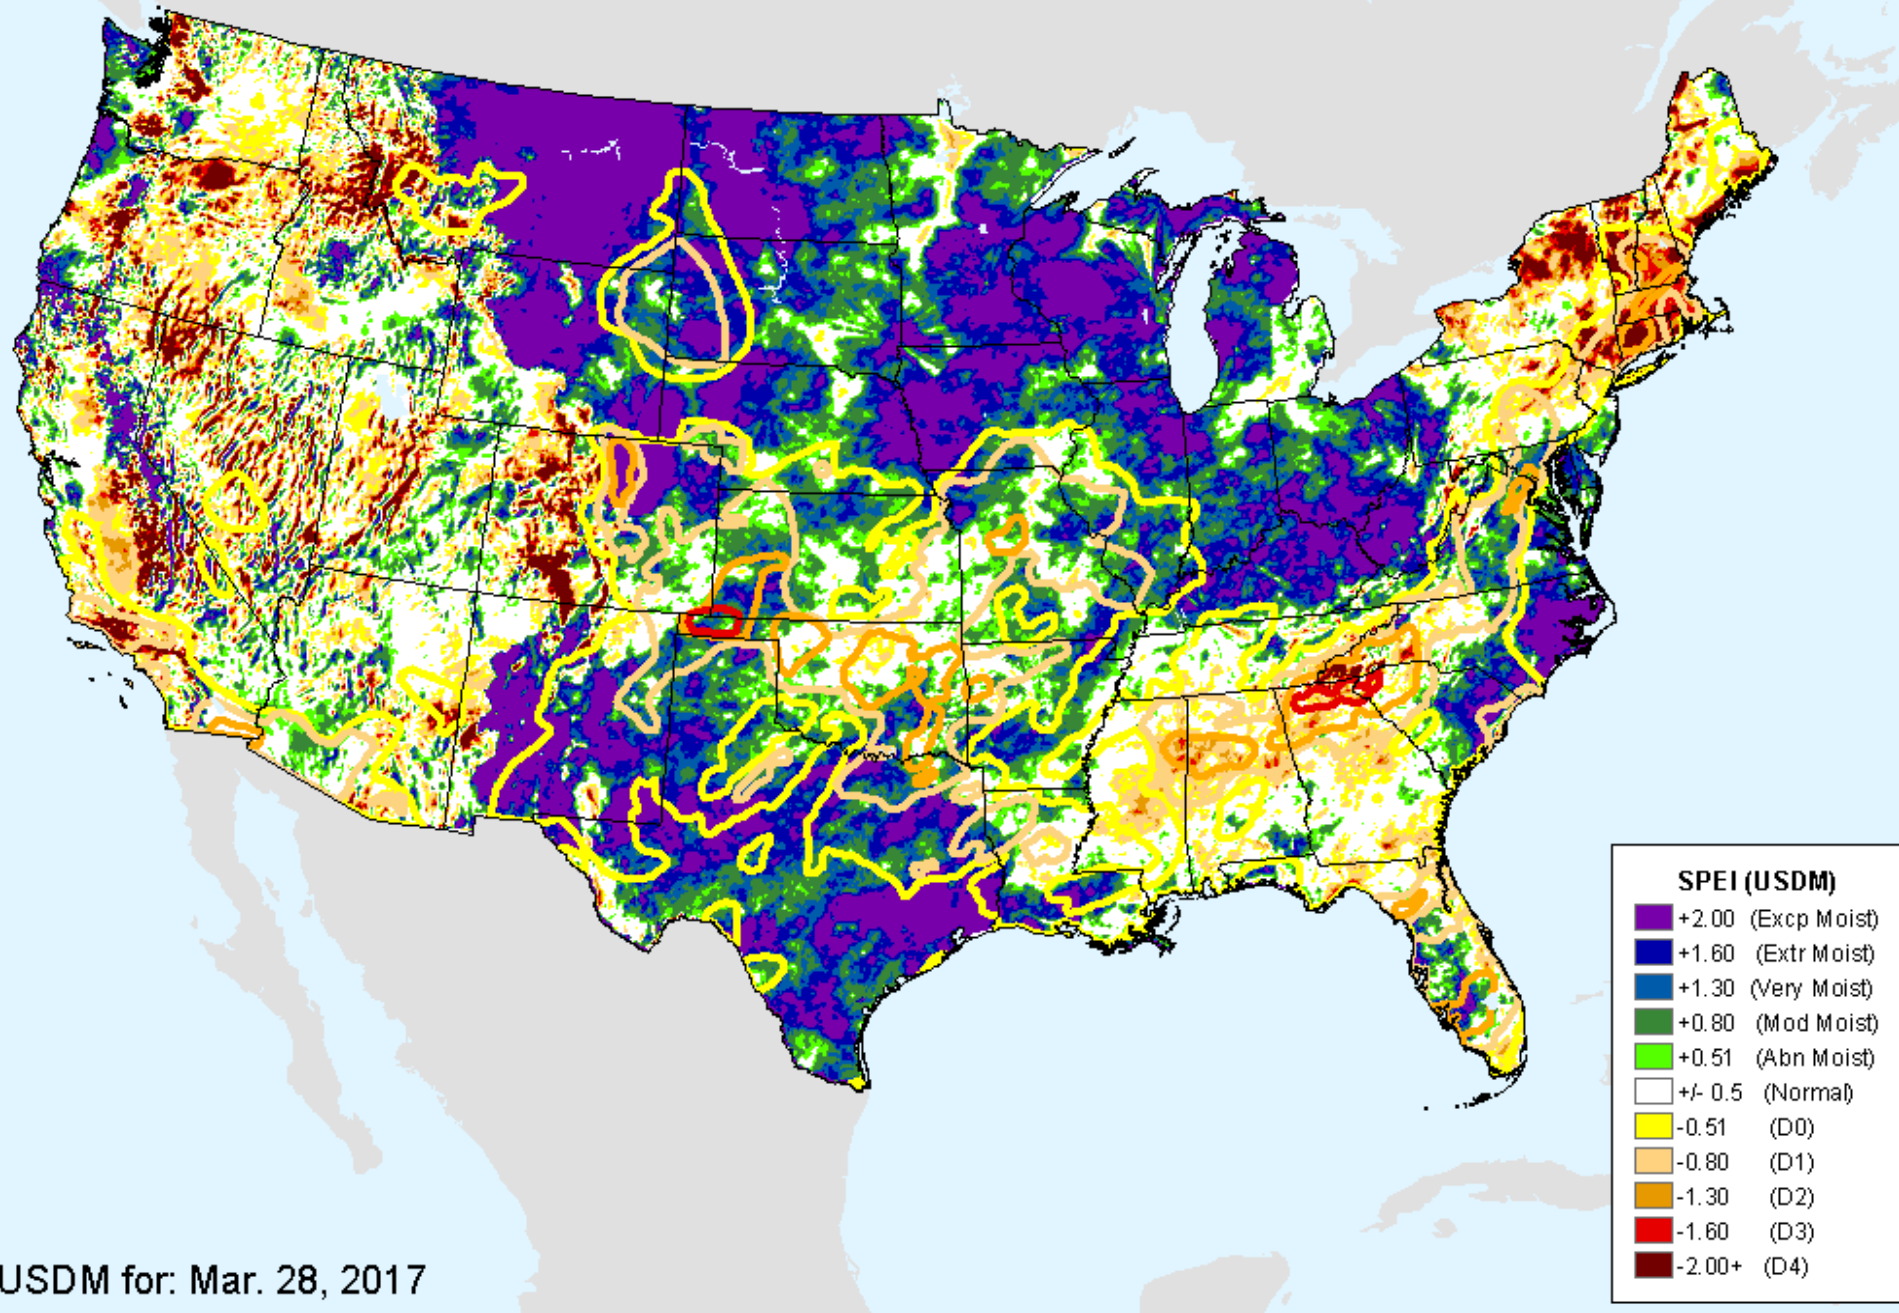 SPEI (USDM)
+2.00 (Excp Moist)
+1.60 (Extr Moist)
+1.30 (Very Moist)
+0.80 (Mod Moist)
+0.51 (Abn Moist)
+/- 0.5 (Normal)
-0.51 (D0)
-0.80 (D1)
-1.30 (D2)
-1.60 (D3)
-2.00+ (D4)
USDM for: Mar. 28, 2017